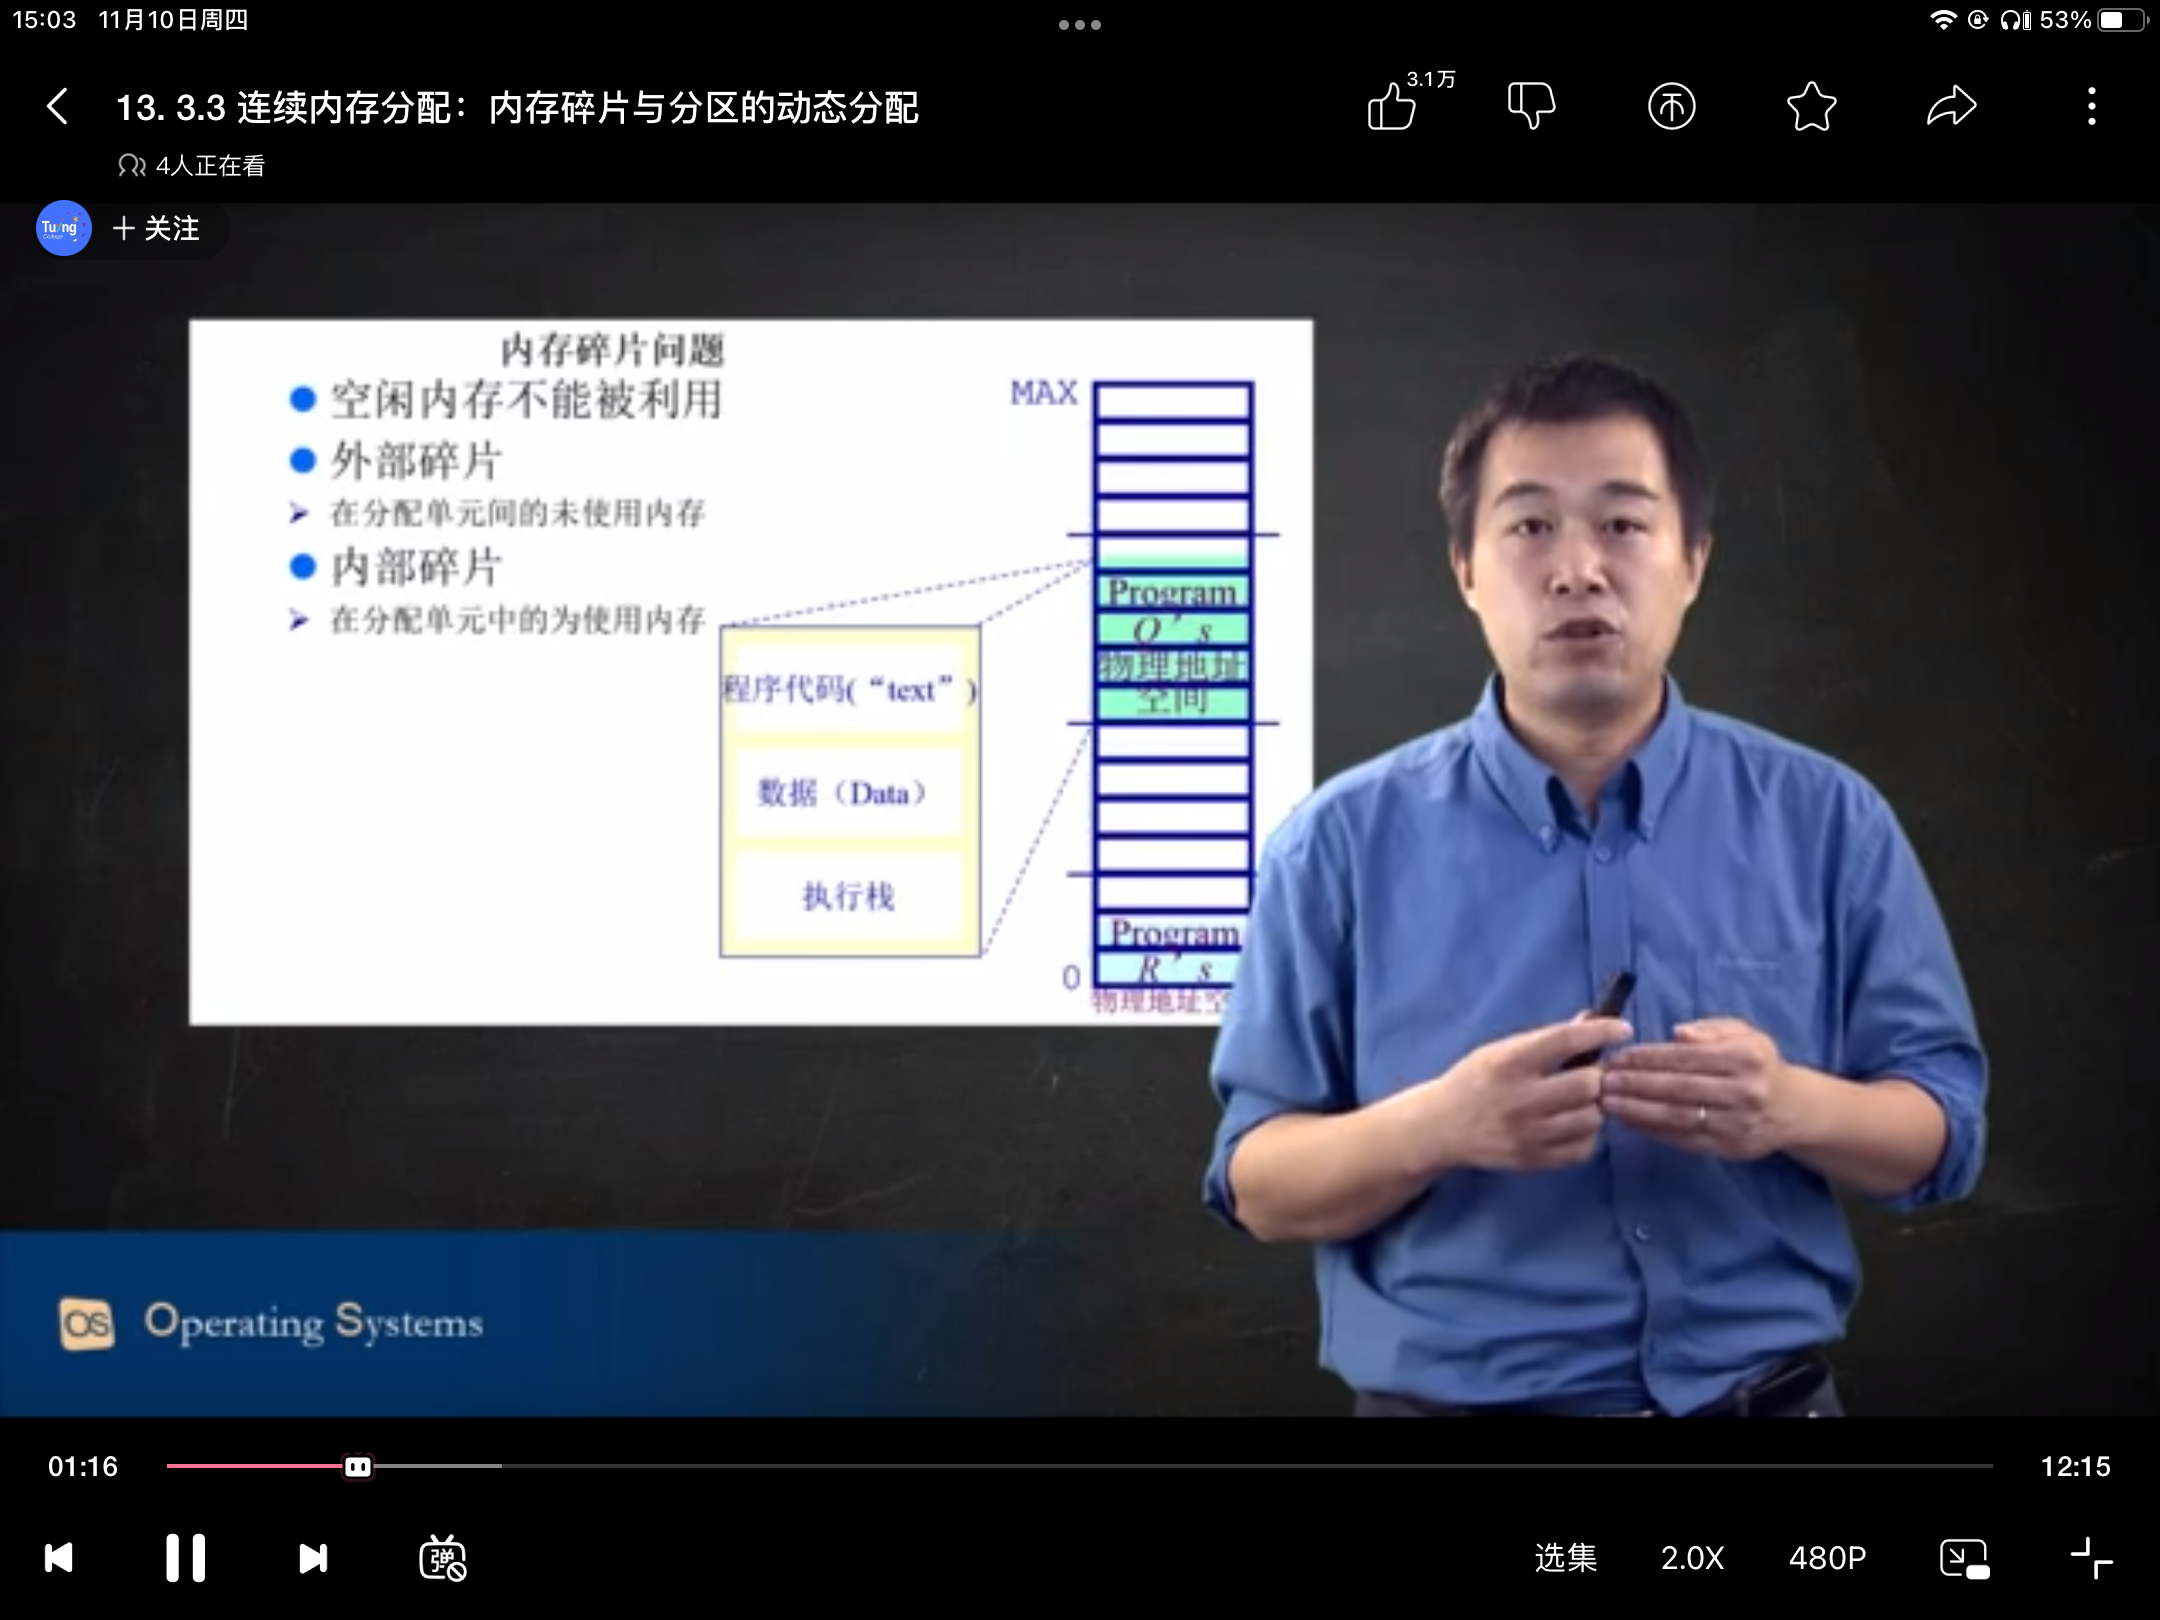 15:03 11月10日周四
53%
13. 3.3 连续内存分配：内存碎片与分区的动态分配
3.1万
4人正在看
Turing
College
+ 关注
内存碎片问题
空闲内存不能被利用
外部碎片
在分配单元间的未使用内存
内部碎片
在分配单元中的为使用内存
程序代码(“text”)
数据（Data）
执行栈
MAX
Program
Q’s
物理地址
空间
Program
R’s
0
物理地址空
OS Operating Systems
01:16
12:15
弹
选集
2.0X
480P